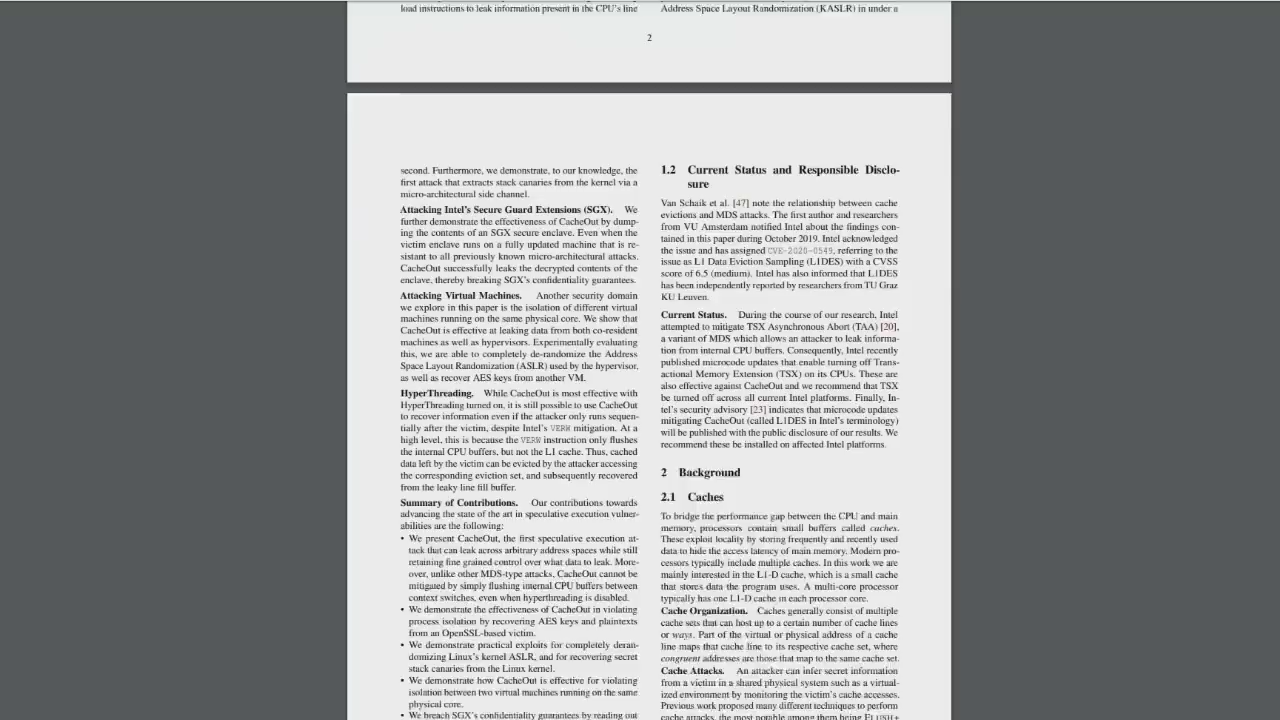 load instructions to leak information present in the CPU's line
Address Space Layout Randomization (KASLR) in under a
2
second. Furthermore, we demonstrate, to our knowledge, the
first attack that extracts stack canaries from the kernel via a
micro-architectural side channel.
Attacking Intel's Secure Guard Extensions (SGX). We
further demonstrate the effectiveness of CacheOut by dump-
ing the contents of an SGX secure enclave. Even when the
victim enclave runs on a fully updated machine that is re-
sistant to all previously known micro-architectural attacks.
CacheOut successfully leaks the decrypted contents of the
enclave, thereby breaking SGX's confidentiality guarantees.
Attacking Virtual Machines. Another security domain
we explore in this paper is the isolation of different virtual
machines running on the same physical core. We show that
CacheOut is effective at leaking data from both co-resident
machines as well as hypervisors. Experimentally evaluating
this, we are able to completely de-randomize the Address
Space Layout Randomization (ASLR) used by the hypervisor,
as well as recover AES keys from another VM.
HyperThreading. While CacheOut is most effective with
HyperThreading turned on, it is still possible to use CacheOut
to recover information even if the attacker only runs sequen-
tially after the victim, despite Intel's VERW mitigation. At a
high level, this is because the VERW instruction only flushes
the internal CPU buffers, but not the L1 cache. Thus, cached
data left by the victim can be evicted by the attacker accessing
the corresponding eviction set, and subsequently recovered
from the leaky line fill buffer.
Summary of Contributions. Our contributions towards
advancing the state of the art in speculative execution vulner-
abilities are the following:
• We present CacheOut, the first speculative execution at-
tack that can leak across arbitrary address spaces while still
retaining fine grained control over what data to leak. More-
over, unlike other MDS-type attacks, CacheOut cannot be
mitigated by simply flushing internal CPU buffers between
context switches, even when hyperthreading is disabled.
• We demonstrate the effectiveness of CacheOut in violating
process isolation by recovering AES keys and plaintexts
from an OpenSSL-based victim.
• We demonstrate practical exploits for completely deran-
domizing Linux's kernel ASLR, and for recovering secret
stack canaries from the Linux kernel.
• We demonstrate how CacheOut is effective for violating
isolation between two virtual machines running on the same
physical core.
• We breach SGX's confidentiality guarantees by reading out
1.2 Current Status and Responsible Disclo-
sure
Van Schaik et al. [47] note the relationship between cache
evictions and MDS attacks. The first author and researchers
from VU Amsterdam notified Intel about the findings con-
tained in this paper during October 2019. Intel acknowledged
the issue and has assigned CVE-2020-0549, referring to the
issue as L1 Data Eviction Sampling (L1DES) with a CVSS
score of 6.5 (medium). Intel has also informed that L1DES
has been independently reported by researchers from TU Graz
KU Leuven.
Current Status. During the course of our research, Intel
attempted to mitigate TSX Asynchronous Abort (TAA) [20],
a variant of MDS which allows an attacker to leak informa-
tion from internal CPU buffers. Consequently, Intel recently
published microcode updates that enable turning off Trans-
actional Memory Extension (TSX) on its CPUs. These are
also effective against CacheOut and we recommend that TSX
be turned off across all current Intel platforms. Finally, In-
tel's security advisory [23] indicates that microcode updates
mitigating CacheOut (called L1DES in Intel's terminology)
will be published with the public disclosure of our results. We
recommend these be installed on affected Intel platforms.
2 Background
2.1 Caches
To bridge the performance gap between the CPU and main
memory, processors contain small buffers called caches.
These exploit locality by storing frequently and recently used
data to hide the access latency of main memory. Modern pro-
cessors typically include multiple caches. In this work we are
mainly interested in the L1-D cache, which is a small cache
that stores data the program uses. A multi-core processor
typically has one L1-D cache in each processor core.
Cache Organization. Caches generally consist of multiple
cache sets that can host up to a certain number of cache lines
or ways. Part of the virtual or physical address of a cache
line maps that cache line to its respective cache set, where
congruent addresses are those that map to the same cache set.
Cache Attacks. An attacker can infer secret information
from a victim in a shared physical system such as a virtual-
ized environment by monitoring the victim's cache accesses.
Previous work proposed many different techniques to perform
cache attacks, the most notable among them being FLUSH+